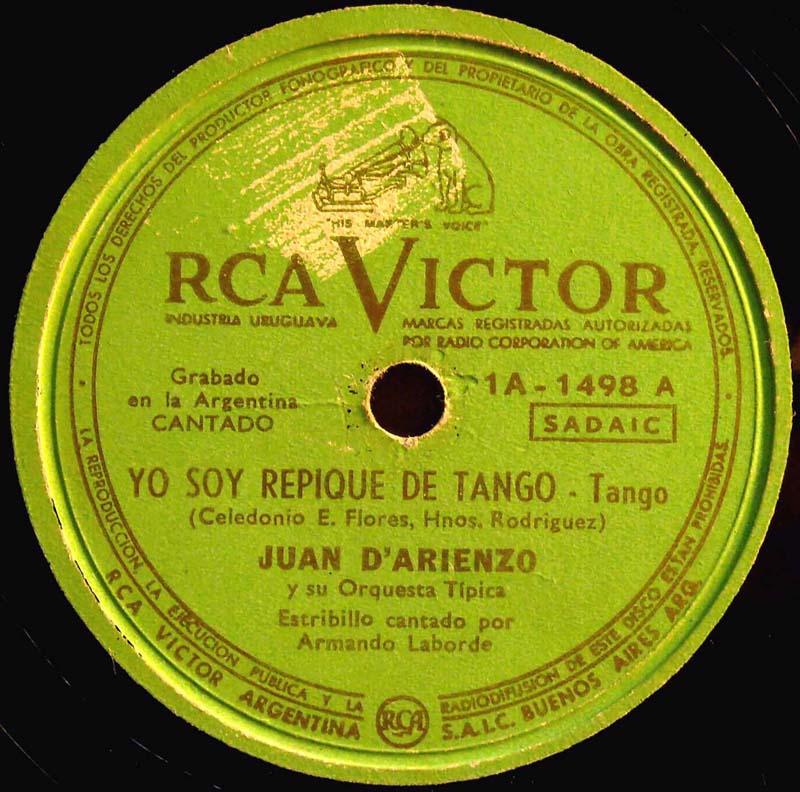 TODOS LOS DERECHOS DEL PRODUCTOR FONOGRAFICO Y DEL PROPIETARIO DE LA OBRA REGISTRADA, RESERVADOS.
"HIS MASTER'S VOICE"
RCA VICTOR
INDUSTRIA URUGUAYA
MARCAS REGISTRADAS AUTORIZADAS
POR RADIO CORPORATION OF AMERICA
Grabado
en la Argentina
CANTADO
1A - 1498 A
SADAIC
YO SOY REPIQUE DE TANGO - Tango
(Celedonio E. Flores, Hnos. Rodriguez)
JUAN D'ARIENZO
y su Orquesta Típica
Estribillo cantado por
Armando Laborde
LA REPRODUCCION, LA EJECUCION PUBLICA Y LA RADIODIFUSION DE ESTE DISCO ESTAN PROHIBIDAS.
RCA VICTOR ARGENTINA RCA S.A.I.C. BUENOS AIRES ARG.